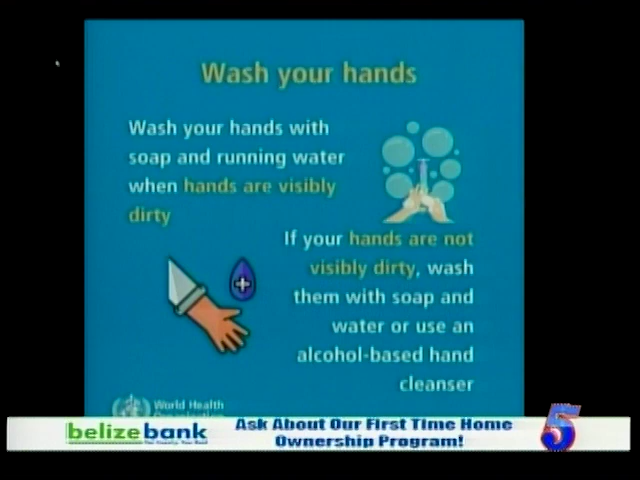 Wash your hands
Wash your hands with
soap and running water
when hands are visibly
dirty
If your hands are not
visibly dirty, wash
them with soap and
water or use an
alcohol-based hand
cleanser
World Health
Organization
belizebank
Ask About Our First Time Home
Ownership Program!
5